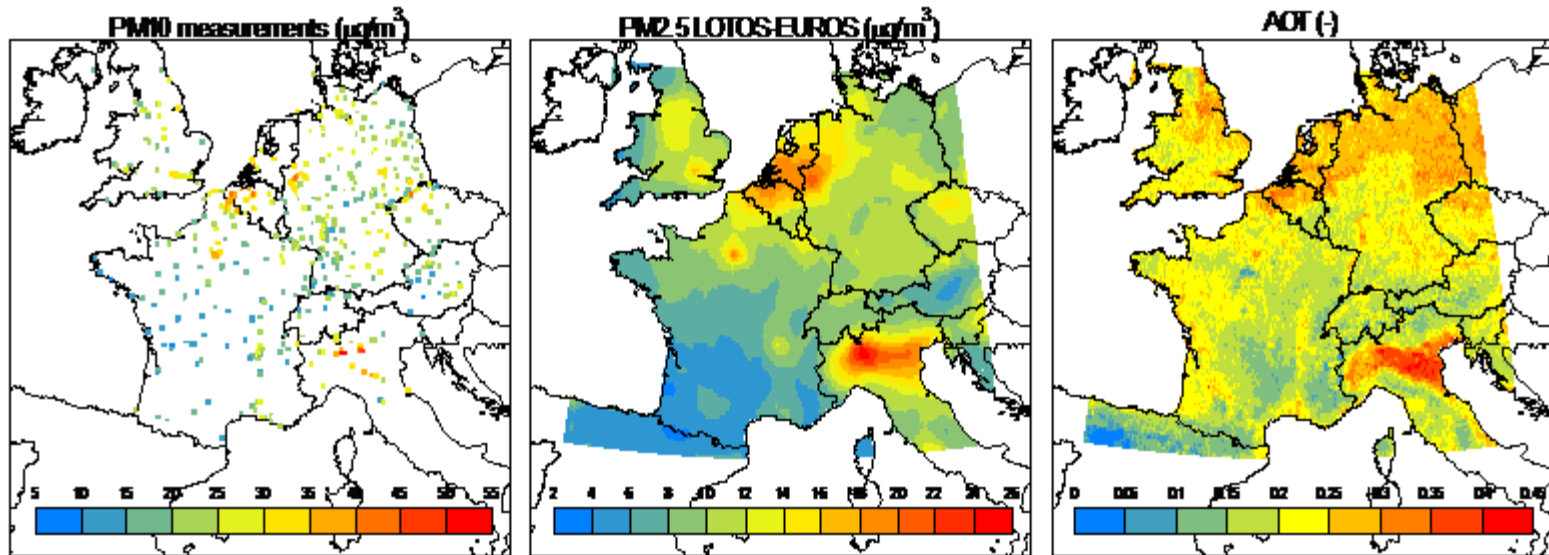 PM10 measurements (µg/m³)
PM2.5 LOTOS-EUROS (µg/m³)
AOT (-)
5 10 15 20 25 30 35 40 45 50 55
2 4 6 8 10 12 14 16 18 20 22 24 26
0 0.05 0.1 0.15 0.2 0.25 0.3 0.35 0.4 0.45